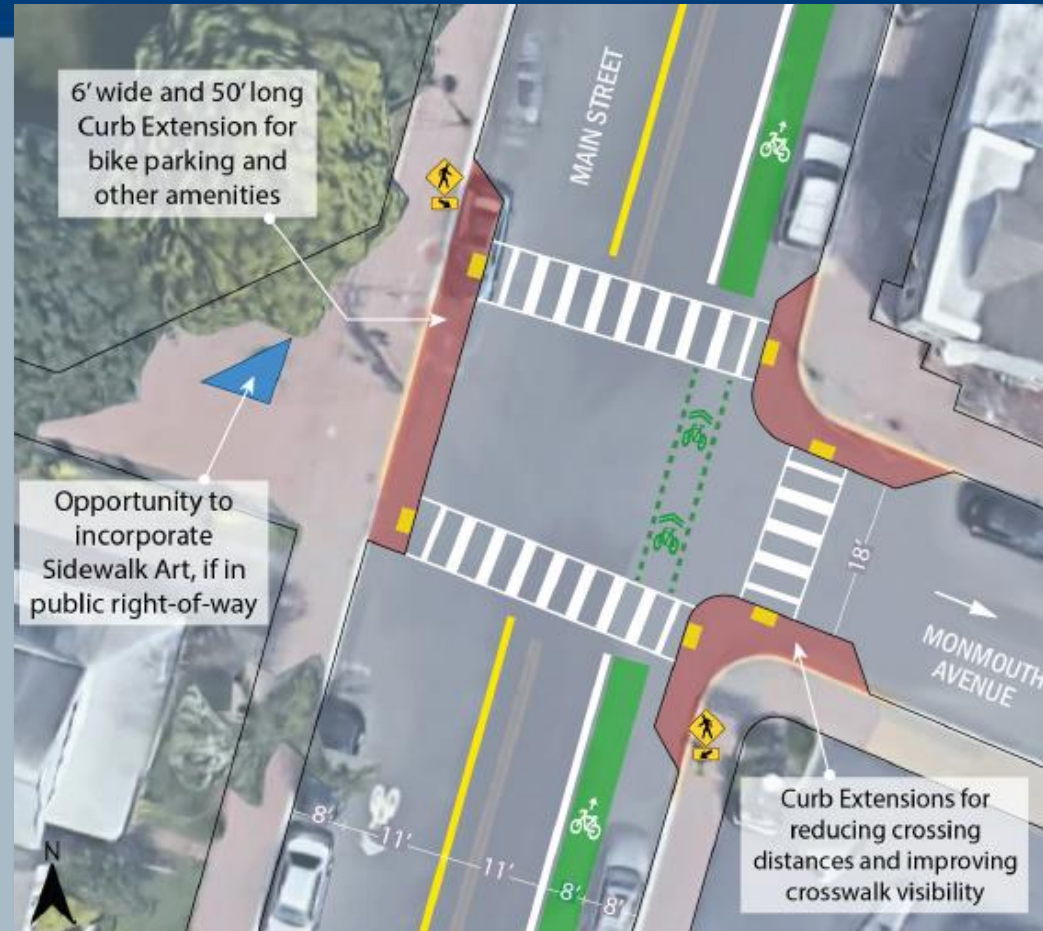 6' wide and 50' long
Curb Extension for
bike parking and
other amenities
MAIN STREET
Opportunity to
incorporate
Sidewalk Art, if in
public right-of-way
18'
MONMOUTH
AVENUE
Curb Extensions for
reducing crossing
distances and improving
crosswalk visibility
8'
11'
11'
8'
8'
N